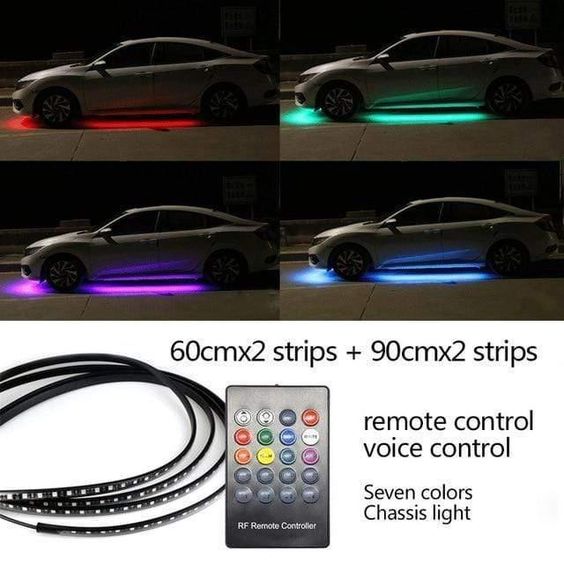 60cmx2 strips + 90cmx2 strips
remote control
voice control
Seven colors
Chassis light
RF Remote Controller